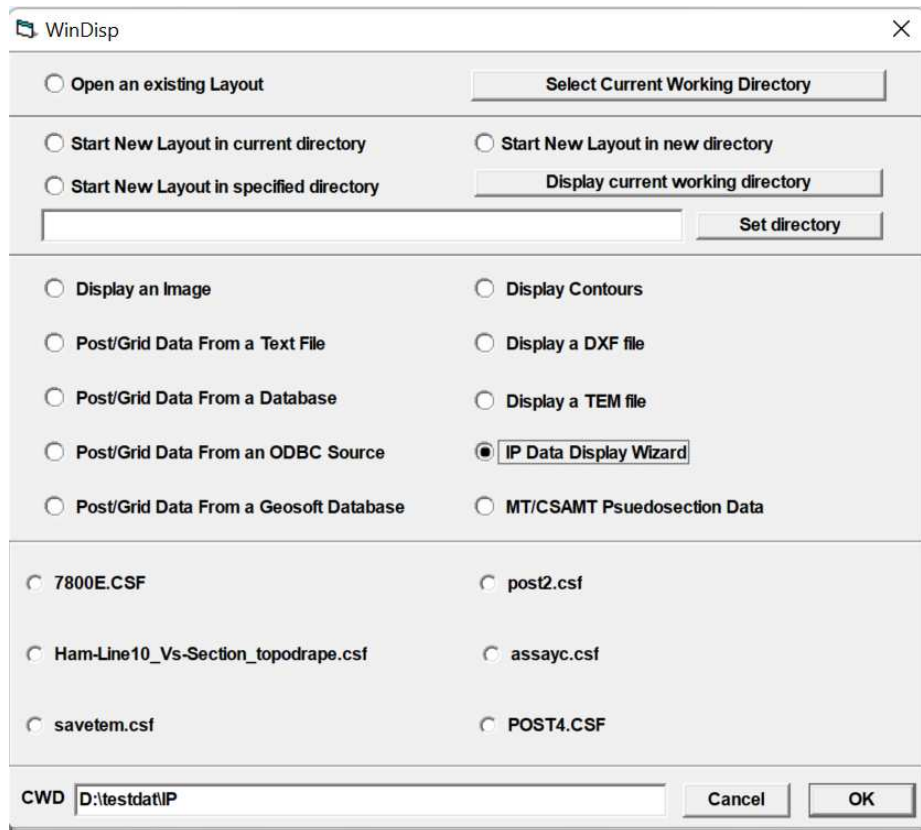 WinDisp
Open an existing Layout
Select Current Working Directory
Start New Layout in current directory
Start New Layout in new directory
Start New Layout in specified directory
Display current working directory
Set directory
Display an Image
Display Contours
Post/Grid Data From a Text File
Display a DXF file
Post/Grid Data From a Database
Display a TEM file
Post/Grid Data From an ODBC Source
IP Data Display Wizard
Post/Grid Data From a Geosoft Database
MT/CSAMT Psuedosection Data
7800E.CSF
post2.csf
Ham-Line10_Vs-Section_topodrape.csf
assayc.csf
savetem.csf
POST4.CSF
CWD D:\testdat\IP
Cancel
OK